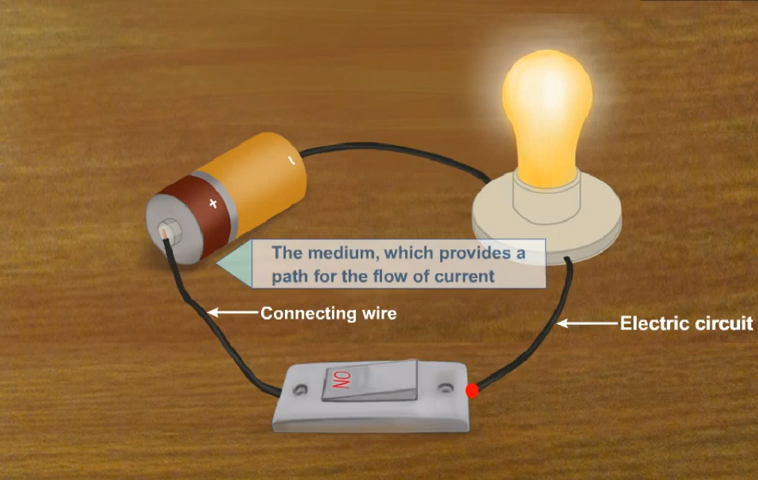 −
+
The medium, which provides a
path for the flow of current
Connecting wire
Electric circuit
ON